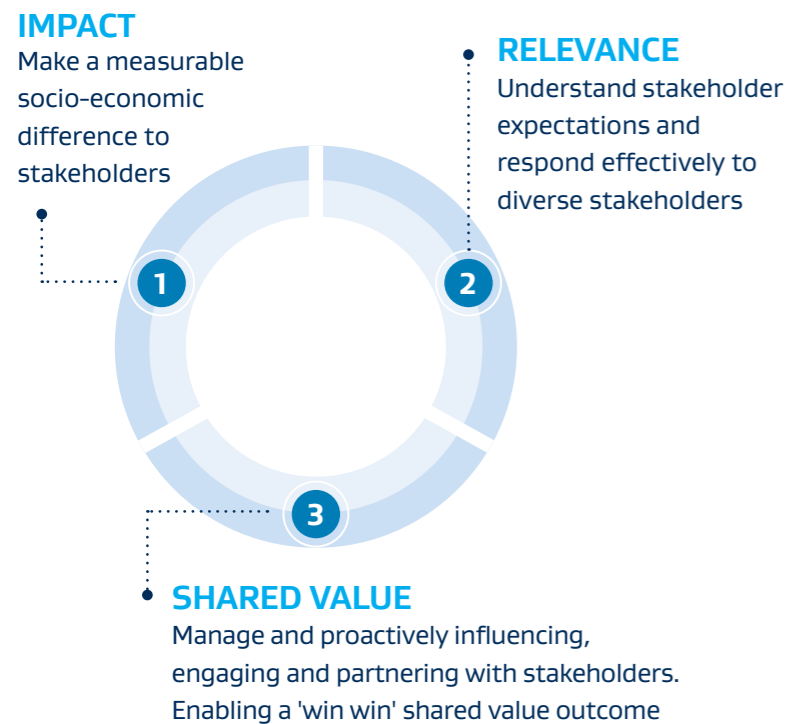 IMPACT
Make a measurable
socio-economic
difference to
stakeholders
RELEVANCE
Understand stakeholder
expectations and
respond effectively to
diverse stakeholders
1
2
3
SHARED VALUE
Manage and proactively influencing,
engaging and partnering with stakeholders.
Enabling a 'win win' shared value outcome